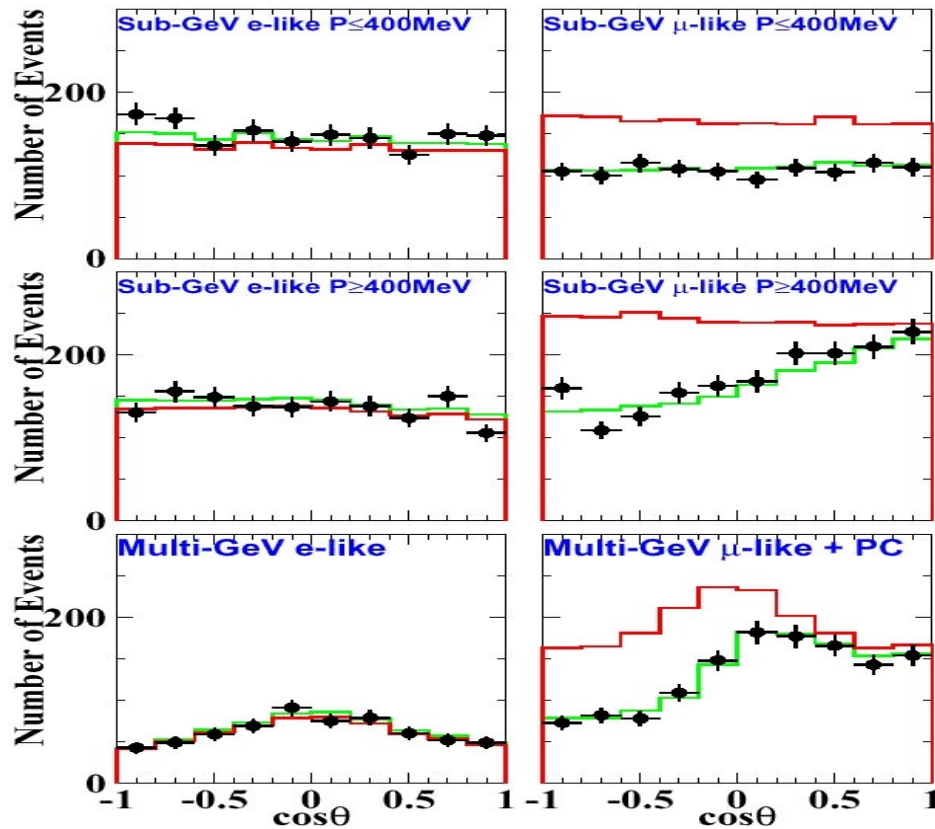 Sub-GeV e-like P≤400MeV
Sub-GeV μ-like P≤400MeV
Number of Events
200
0
Sub-GeV e-like P≥400MeV
Sub-GeV μ-like P≥400MeV
Number of Events
200
0
Multi-GeV e-like
Multi-GeV μ-like + PC
Number of Events
200
0
-1 -0.5 0 0.5 -1 -0.5 0 0.5 1
cosθ cosθ